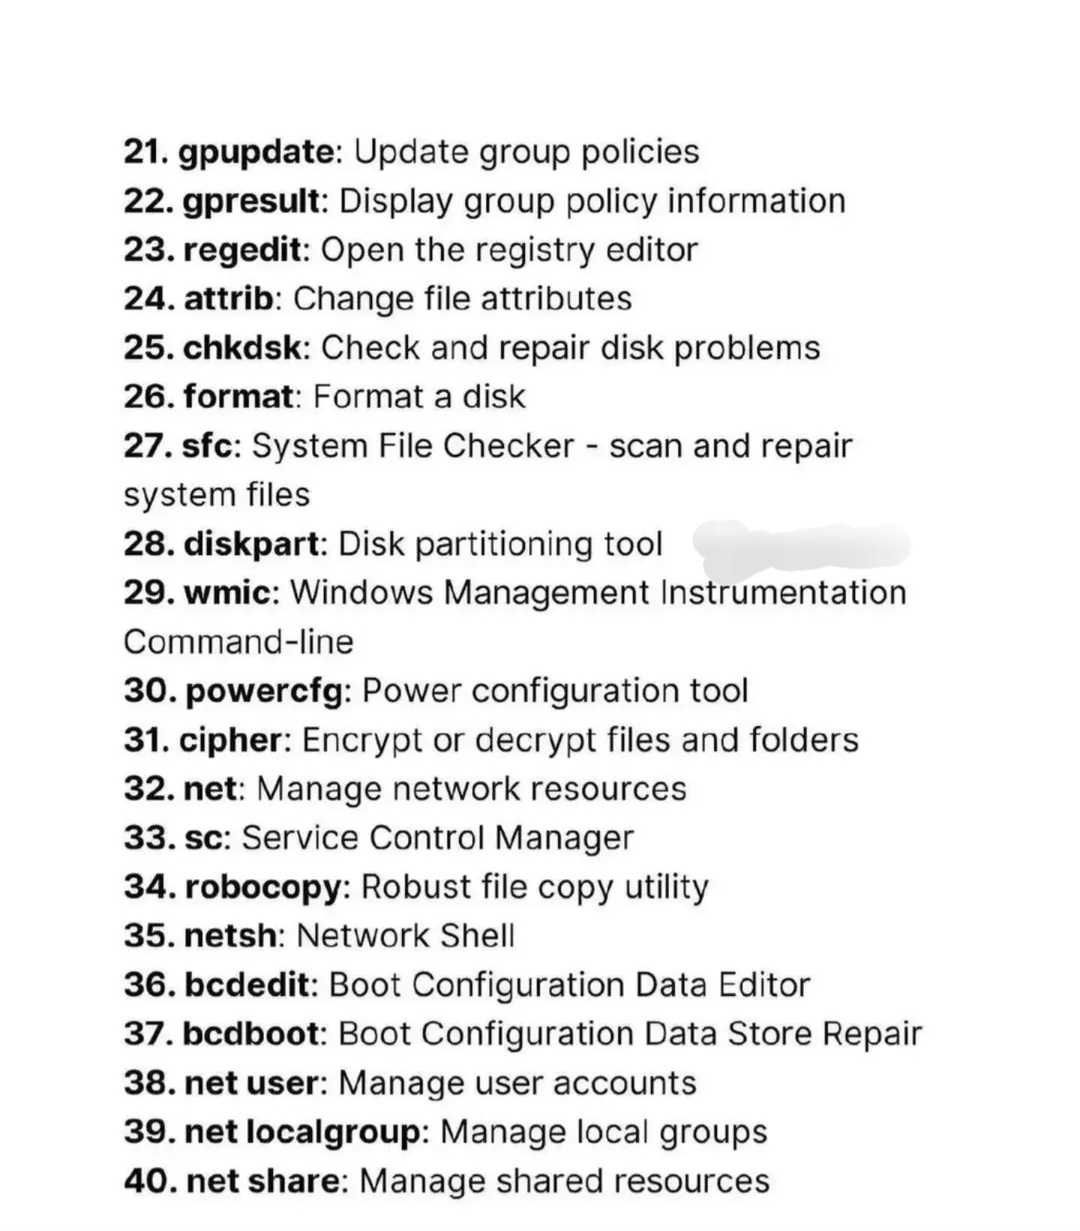 21. gpupdate: Update group policies
22. gpresult: Display group policy information
23. regedit: Open the registry editor
24. attrib: Change file attributes
25. chkdsk: Check and repair disk problems
26. format: Format a disk
27. sfc: System File Checker - scan and repair
system files
28. diskpart: Disk partitioning tool
29. wmic: Windows Management Instrumentation
Command-line
30. powercfg: Power configuration tool
31. cipher: Encrypt or decrypt files and folders
32. net: Manage network resources
33. sc: Service Control Manager
34. robocopy: Robust file copy utility
35. netsh: Network Shell
36. bcdedit: Boot Configuration Data Editor
37. bcdboot: Boot Configuration Data Store Repair
38. net user: Manage user accounts
39. net localgroup: Manage local groups
40. net share: Manage shared resources